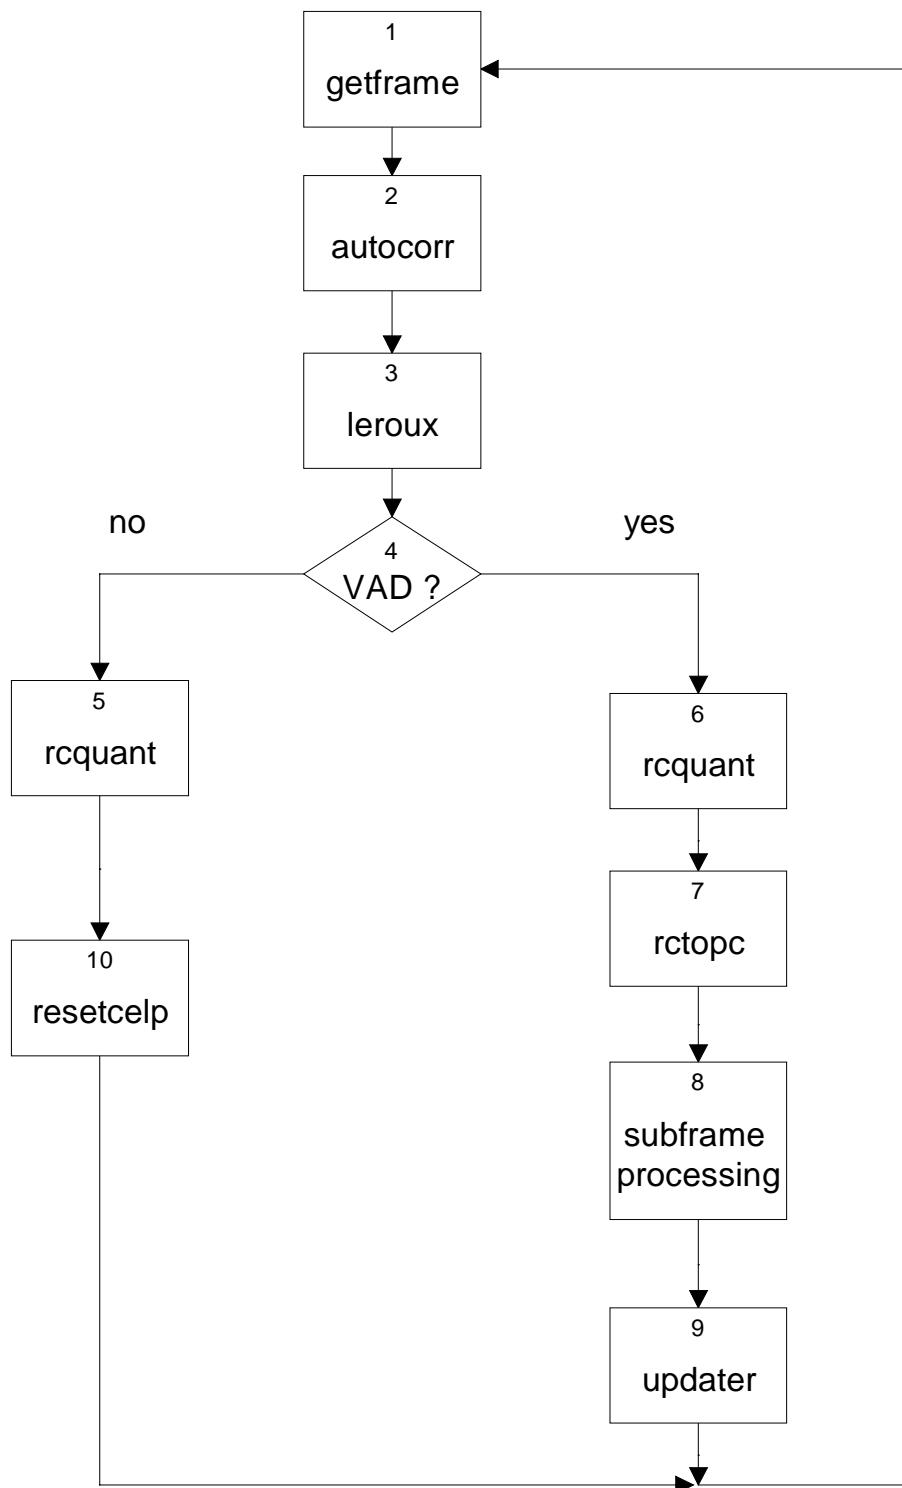 1
getframe
2
autocorr
3
leroux
no
yes
4
VAD ?
5
rcquant
6
rcquant
7
rctopc
10
resetcelp
8
subframe
processing
9
updater